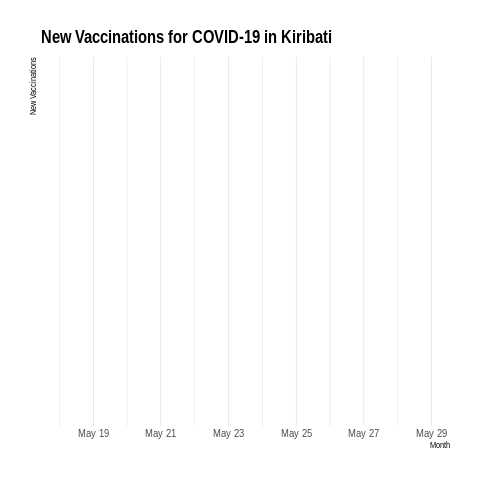 New Vaccinations for COVID-19 in Kiribati
New Vaccinations
May 19 May 21 May 23 May 25 May 27 May 29
Month